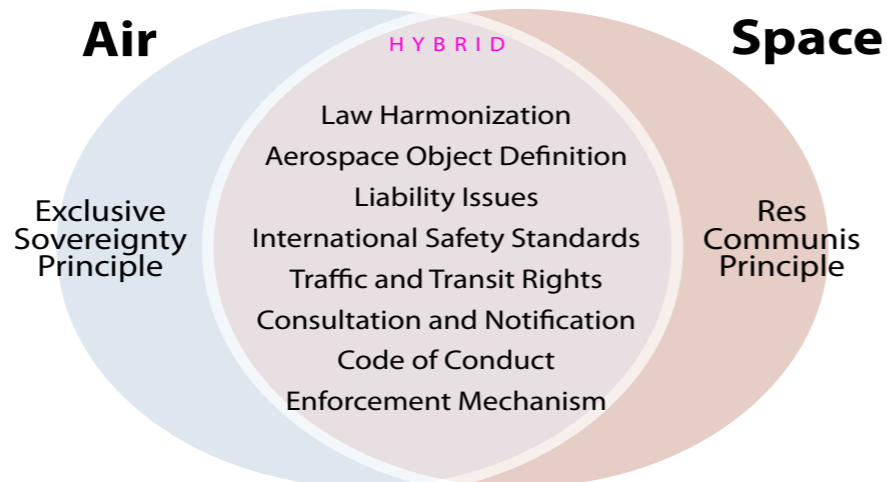 Air
HYBRID
Space
Law Harmonization
Aerospace Object Definition
Liability Issues
International Safety Standards
Traffic and Transit Rights
Consultation and Notification
Code of Conduct
Enforcement Mechanism
Exclusive
Sovereignty
Principle
Res
Communis
Principle